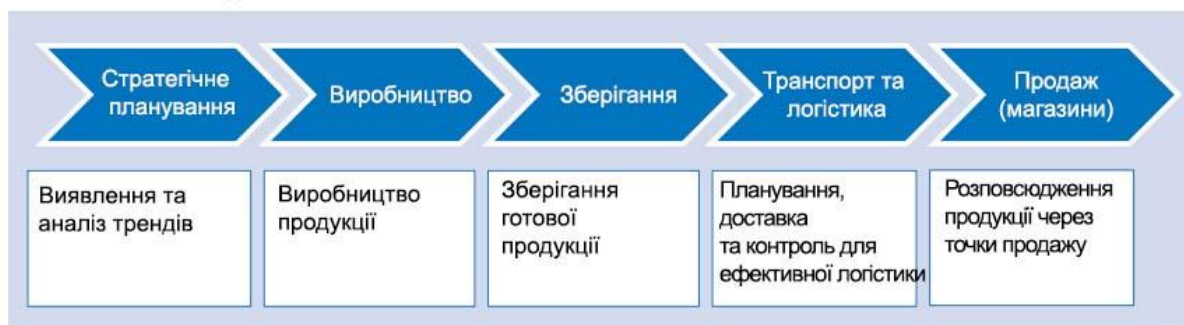 Стратегічне
планування
Виробництво
Зберігання
Транспорт та
логістика
Продаж
(магазини)
Виявлення та
аналіз трендів
Виробництво
продукції
Зберігання
готової
продукції
Планування,
доставка
та контроль для
ефективної логістики
Розповсюдження
продукції через
точки продажу